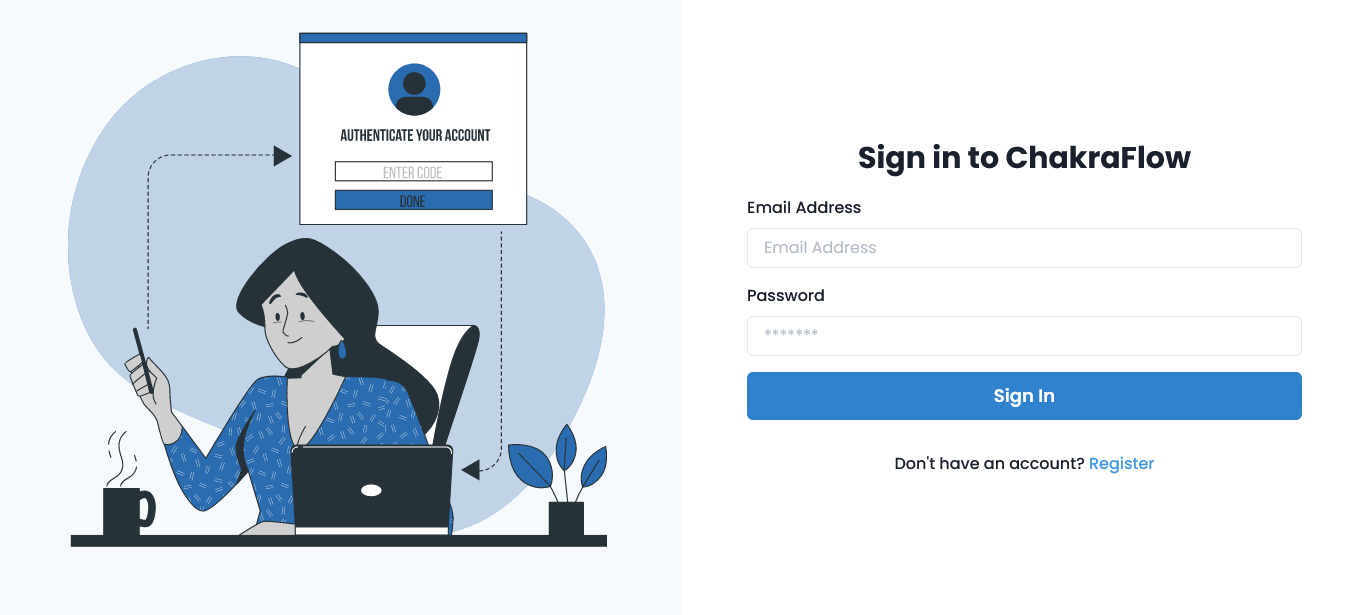 AUTHENTICATE YOUR ACCOUNT
ENTER CODE
DONE
Sign in to ChakraFlow
Email Address
Email Address
Password
*******
Sign In
Don't have an account? Register